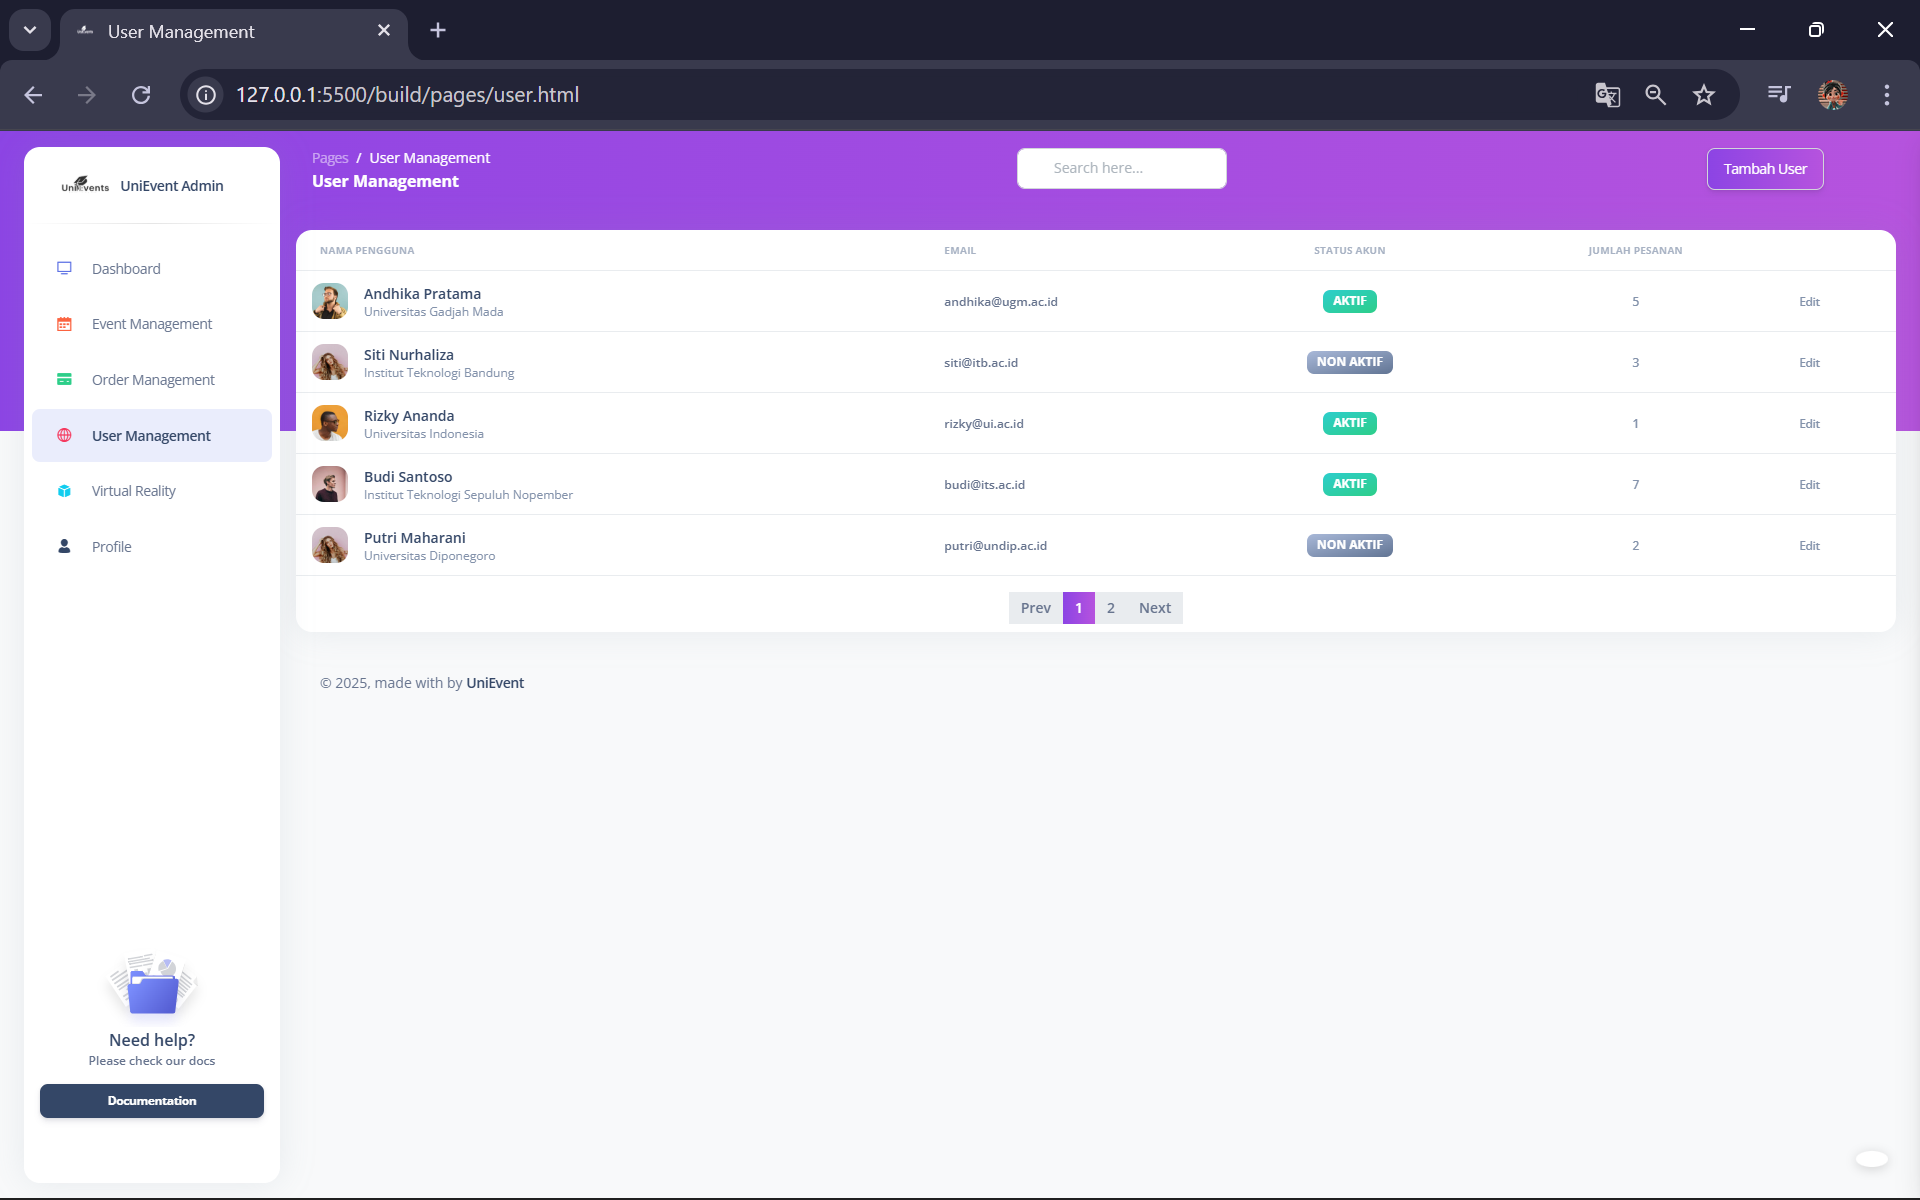 User Management
127.0.0.1:5500/build/pages/user.html
UniEvents UniEvent Admin
Dashboard
Event Management
Order Management
User Management
Virtual Reality
Profile
Need help?
Please check our docs
Documentation
Pages / User Management
User Management
Search here...
Tambah User
NAMA PENGGUNA EMAIL STATUS AKUN JUMLAH PESANAN
Andhika Pratama
Universitas Gadjah Mada
andhika@ugm.ac.id AKTIF 5 Edit
Siti Nurhaliza
Institut Teknologi Bandung
siti@itb.ac.id NON AKTIF 3 Edit
Rizky Ananda
Universitas Indonesia
rizky@ui.ac.id AKTIF 1 Edit
Budi Santoso
Institut Teknologi Sepuluh Nopember
budi@its.ac.id AKTIF 7 Edit
Putri Maharani
Universitas Diponegoro
putri@undip.ac.id NON AKTIF 2 Edit
Prev 1 2 Next
© 2025, made with by UniEvent